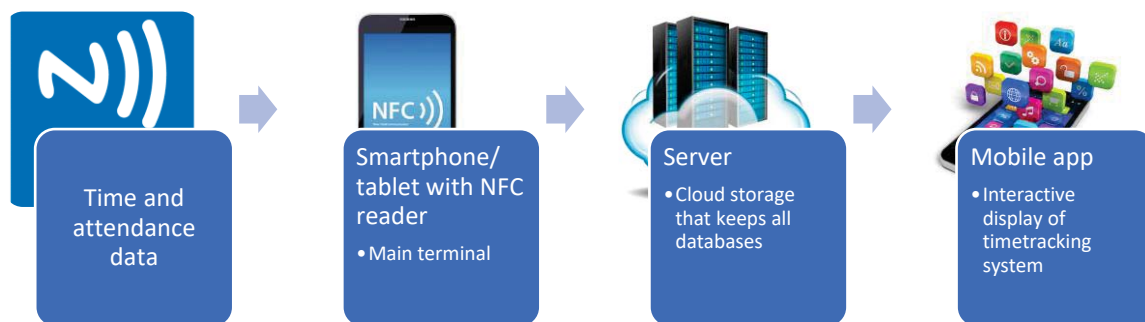 Time and
attendance
data
NFC
Smartphone/
tablet with NFC
reader
•Main terminal
Server
•Cloud storage
that keeps all
databases
Aa
%
Mobile app
•Interactive
display of
timetracking
system